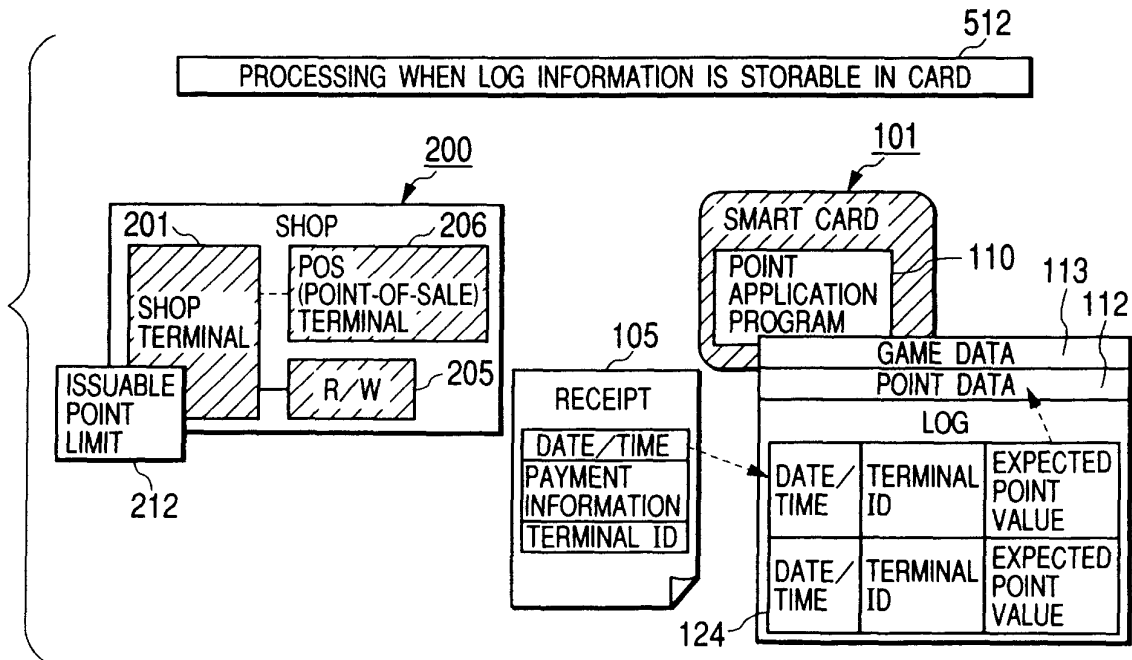 512
PROCESSING WHEN LOG INFORMATION IS STORABLE IN CARD
200
201
SHOP
206
SHOP
TERMINAL
POS
(POINT-OF-SALE)
TERMINAL
R/W
205
ISSUABLE
POINT
LIMIT
212
101
SMART CARD
POINT
APPLICATION
PROGRAM
110
113
112
GAME DATA
POINT DATA
LOG
DATE/
TIME
TERMINAL
ID
EXPECTED
POINT
VALUE
DATE/
TIME
TERMINAL
ID
EXPECTED
POINT
VALUE
124
105
RECEIPT
DATE/TIME
PAYMENT
INFORMATION
TERMINAL ID